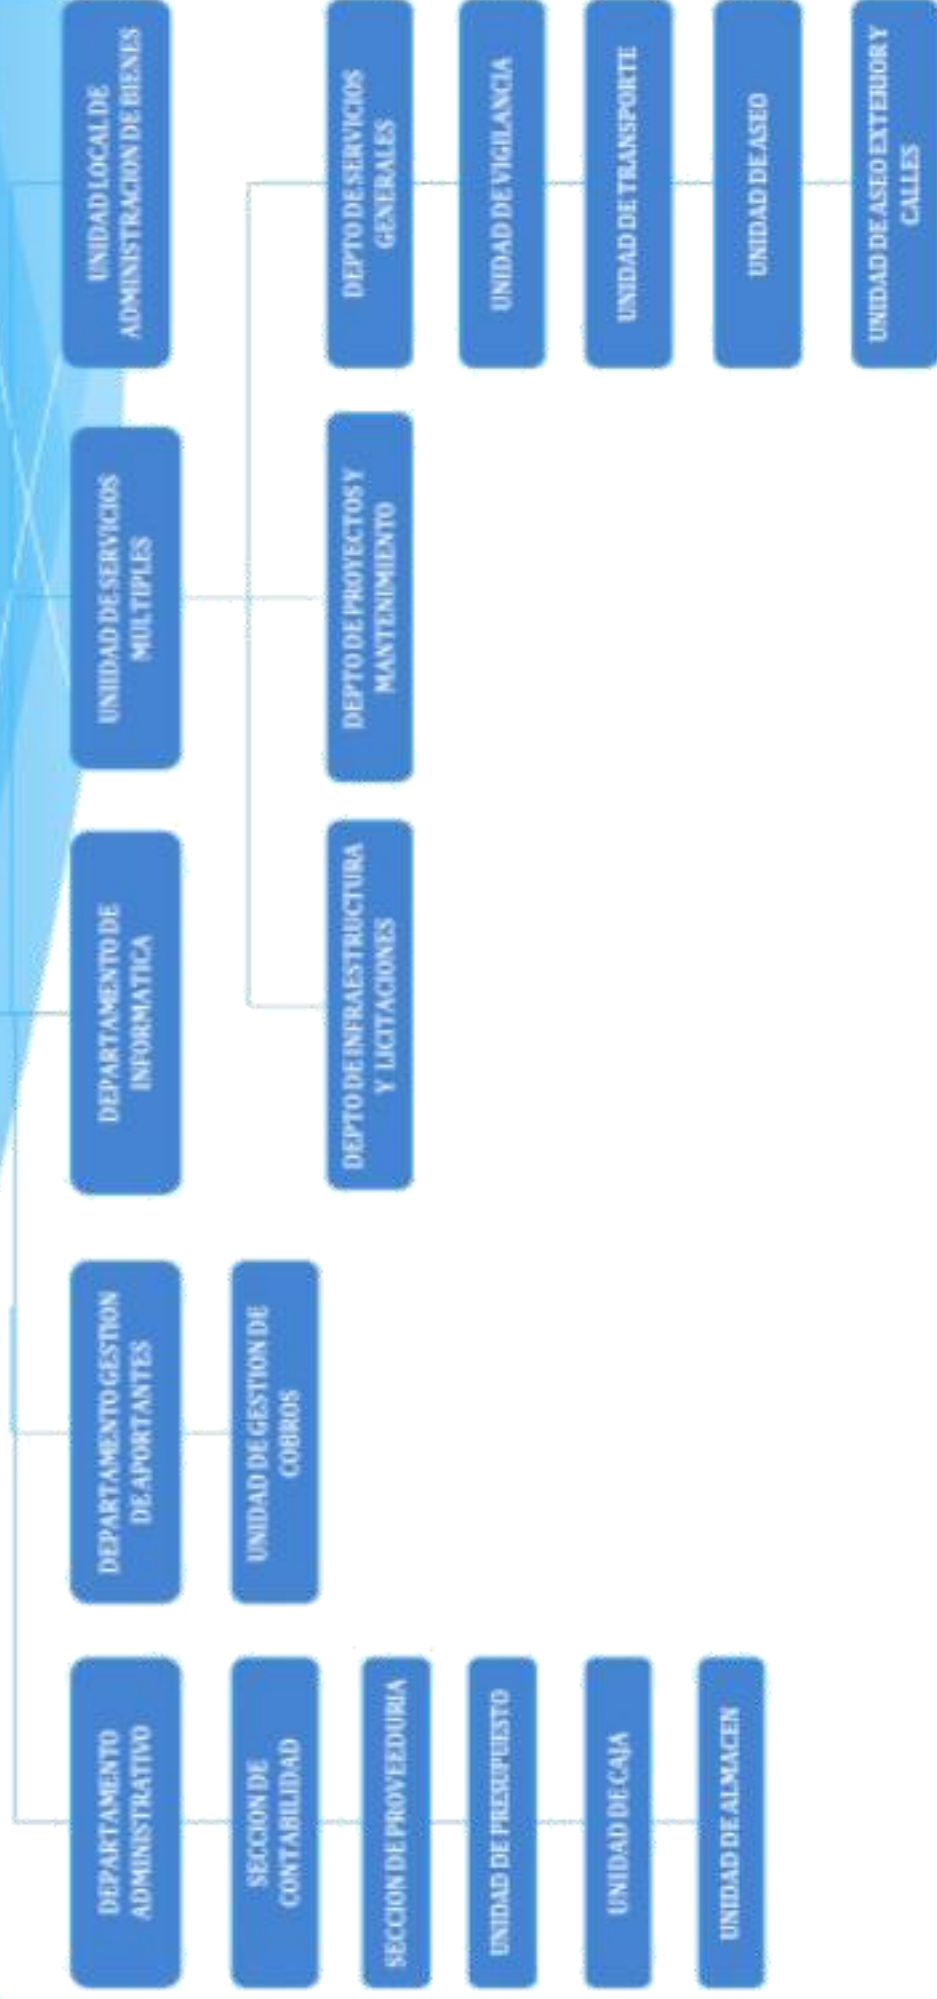 DEPARTAMENTO
ADMINISTRATIVO
DEPARTAMENTO GESTION
DE APORTANTES
DEPARTAMENTO DE
INFORMATICA
UNIIDAD DE SERVICIOS
MULTIPLES
UNIDAD LOCAL DE
ADMINISTRACION DE BIENES
SECCION DE
CONTABILIDAD
SECCION DE PROVEEDURIA
UNIDAD DE PRESUPUESTO
UNIDAD DE CAJA
UNIDAD DE ALMACEN
UNIDAD DE GESTION DE
COBROS
DEPTO DE INFRAESTRUCTURA
Y LICITACIONES
DEPTO DE PROYECTOS Y
MANTENIMIENTO
DEPTO DE SERVICIOS
GENERALES
UNIDAD DE VIGILANCIA
UNIDAD DE TRANSPORTE
UNIDAD DE ASEO
UNIDAD DE ASEO EXTERIOR Y
CALLES